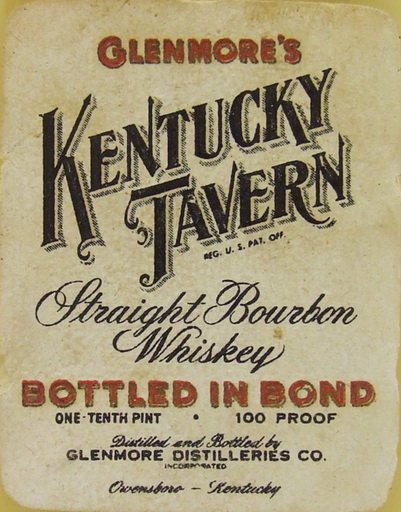 GLENMORE'S
KENTUCKY
TAVERN
REG. U. S. PAT. OFF.
Straight Bourbon
Whiskey
BOTTLED IN BOND
ONE-TENTH PINT • 100 PROOF
Distilled and Bottled by
GLENMORE DISTILLERIES CO.
INCORPORATED
Owensboro - Kentucky